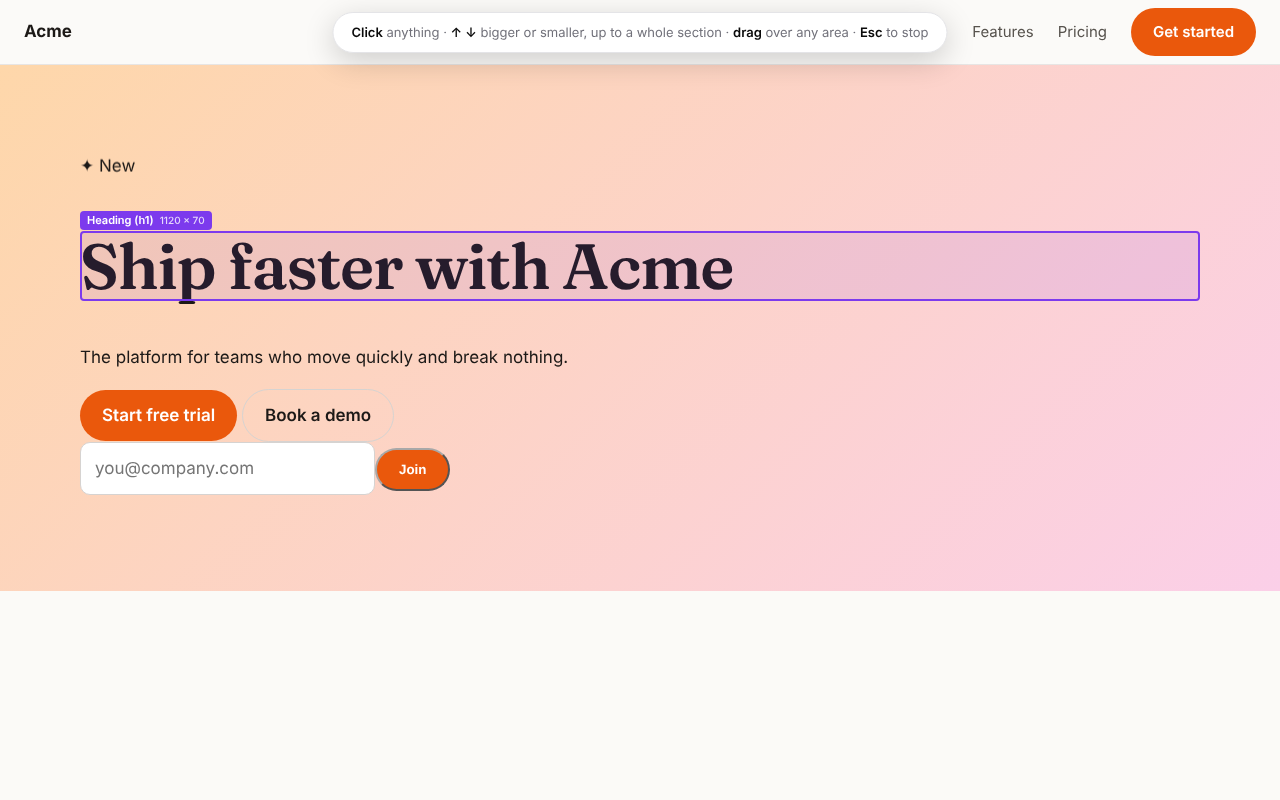 Acme
Click anything · ↑ ↓ bigger or smaller, up to a whole section · drag over any area · Esc to stop
Features
Pricing
Get started
✦ New
Heading (h1) 1120 × 70
Ship faster with Acme
The platform for teams who move quickly and break nothing.
Start free trial
Book a demo
you@company.com
Join